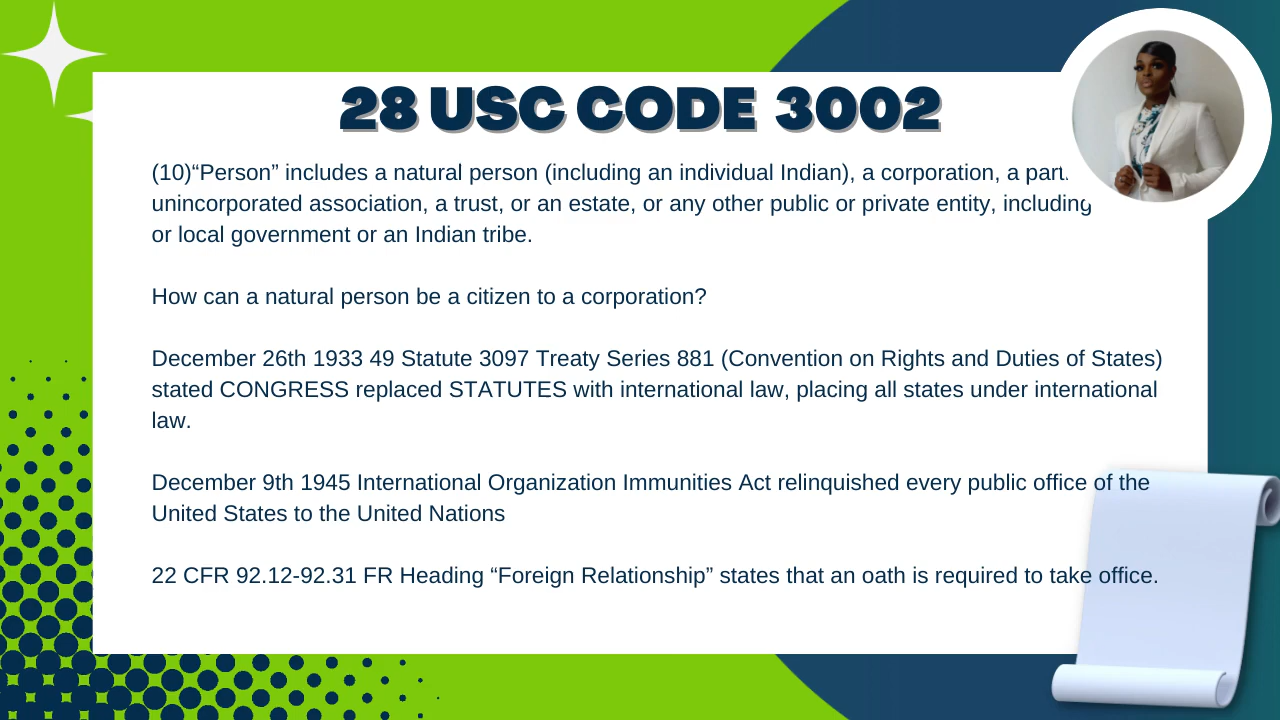 28 USC CODE 3002
(10)“Person” includes a natural person (including an individual Indian), a corporation, a
unincorporated association, a trust, or an estate, or any other public or private entity, including
or local government or an Indian tribe.
How can a natural person be a citizen to a corporation?
December 26th 1933 49 Statute 3097 Treaty Series 881 (Convention on Rights and Duties of States)
stated CONGRESS replaced STATUTES with international law, placing all states under international
law.
December 9th 1945 International Organization Immunities Act relinquished every public office of the
United States to the United Nations
22 CFR 92.12-92.31 FR Heading “Foreign Relationship” states that an oath is required to take office.